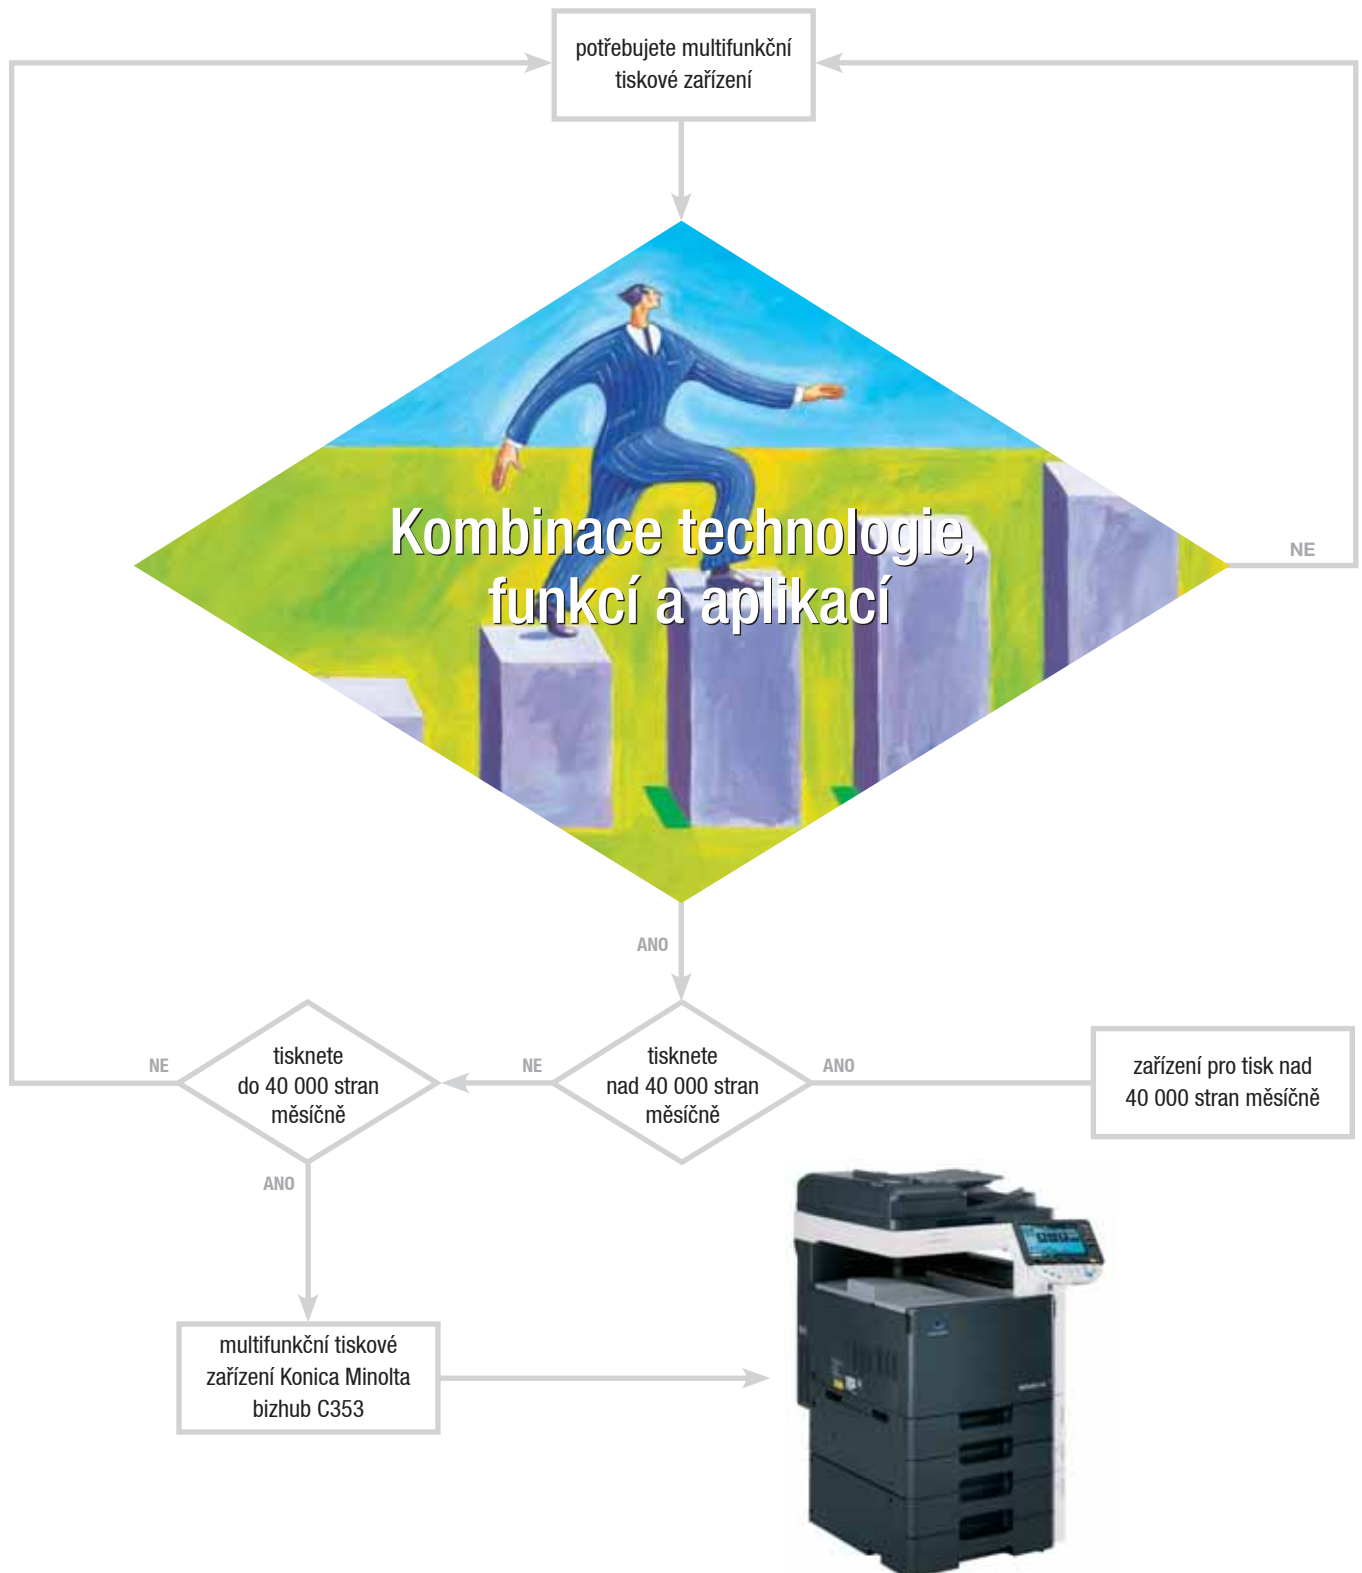 potřebujete multifunkční
tiskové zařízení
Kombinace technologie,
funkcí a aplikací
NE
ANO
NE
tisknete
do 40 000 stran
měsíčně
NE
tisknete
nad 40 000 stran
měsíčně
ANO
zařízení pro tisk nad
40 000 stran měsíčně
ANO
multifunkční tiskové
zařízení Konica Minolta
bizhub C353